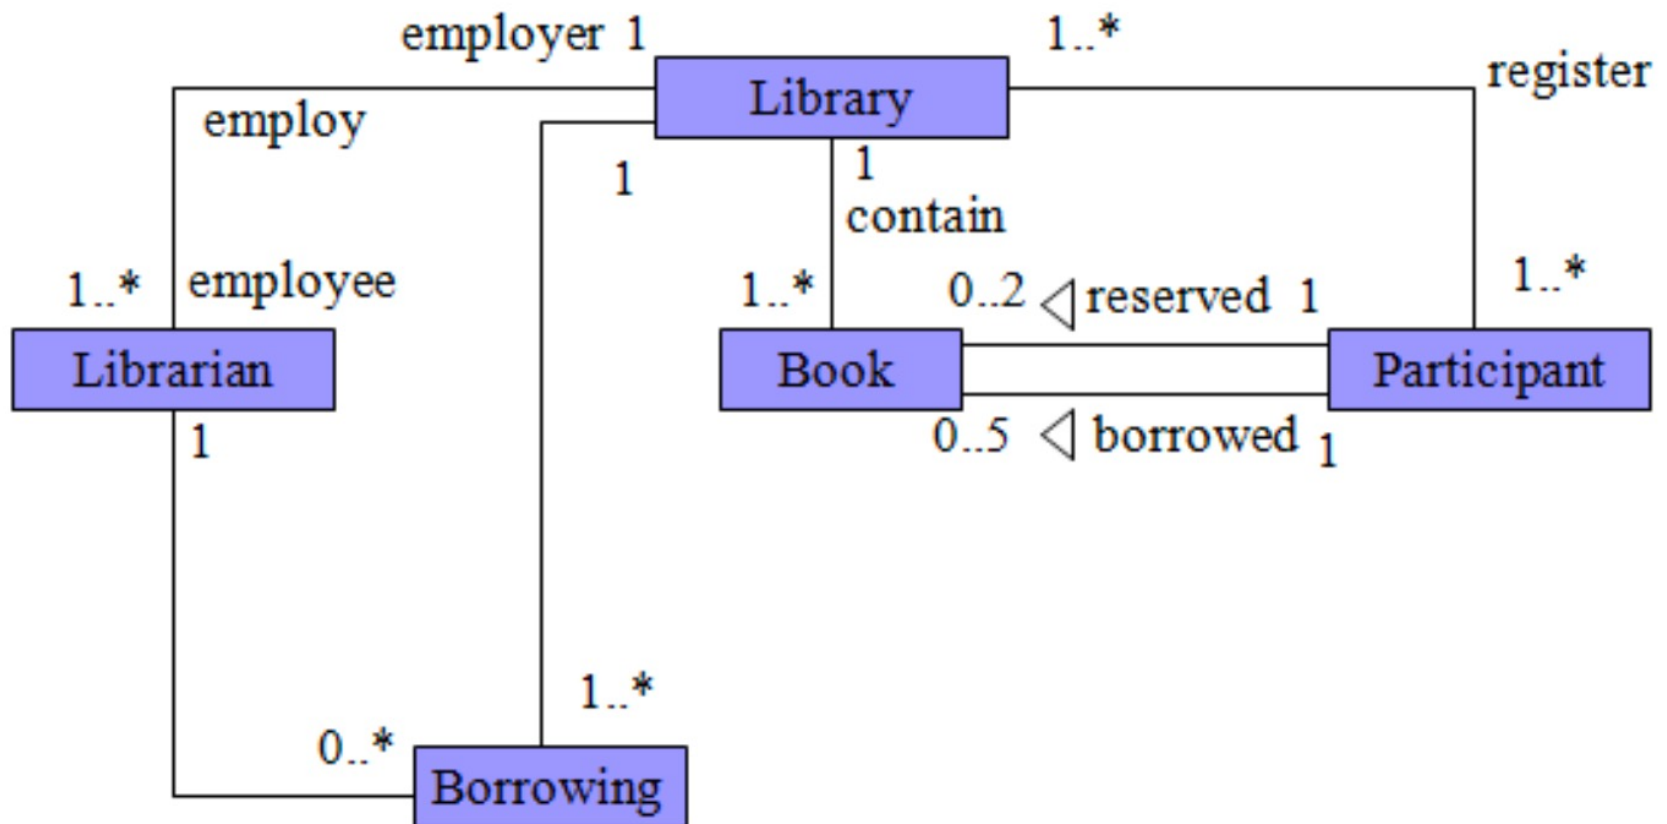 employer 1
1..*
register
Library
employ
1
1
contain
1..*
employee
1..*
0..2
reserved 1
1..*
Librarian
Book
Participant
1
0..5
borrowed 1
1..*
0..*
Borrowing